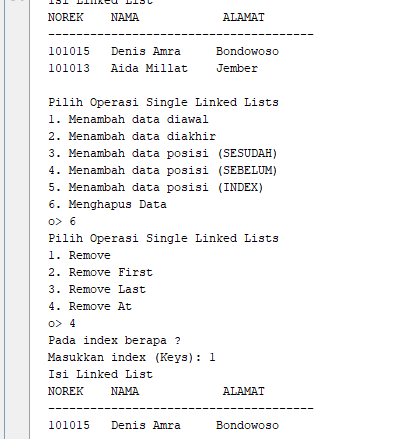 Isi Linked List
NOREK    NAMA            ALAMAT
--------------------------------------
101015   Denis Amra     Bondowoso
101013   Aida Millat    Jember
Pilih Operasi Single Linked Lists
1. Menambah data diawal
2. Menambah data diakhir
3. Menambah data posisi (SESUDAH)
4. Menambah data posisi (SEBELUM)
5. Menambah data posisi (INDEX)
6. Menghapus Data
o> 6
Pilih Operasi Single Linked Lists
1. Remove
2. Remove First
3. Remove Last
4. Remove At
o> 4
Pada index berapa ?
Masukkan index (Keys): 1
Isi Linked List
NOREK    NAMA            ALAMAT
--------------------------------------
101015   Denis Amra     Bondowoso